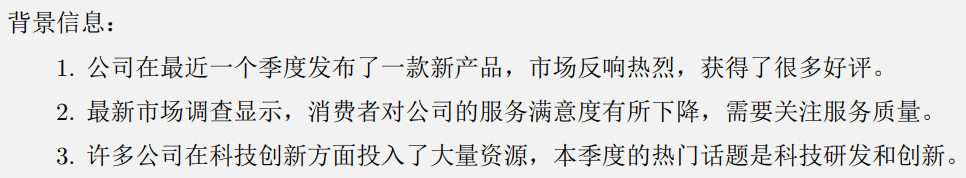 背景信息：
1. 公司在最近一个季度发布了一款新产品，市场反响热烈，获得了很多好评。
2. 最新市场调查显示，消费者对公司的服务满意度有所下降，需要关注服务质量。
3. 许多公司在科技创新方面投入了大量资源，本季度的热门话题是科技研发和创新。